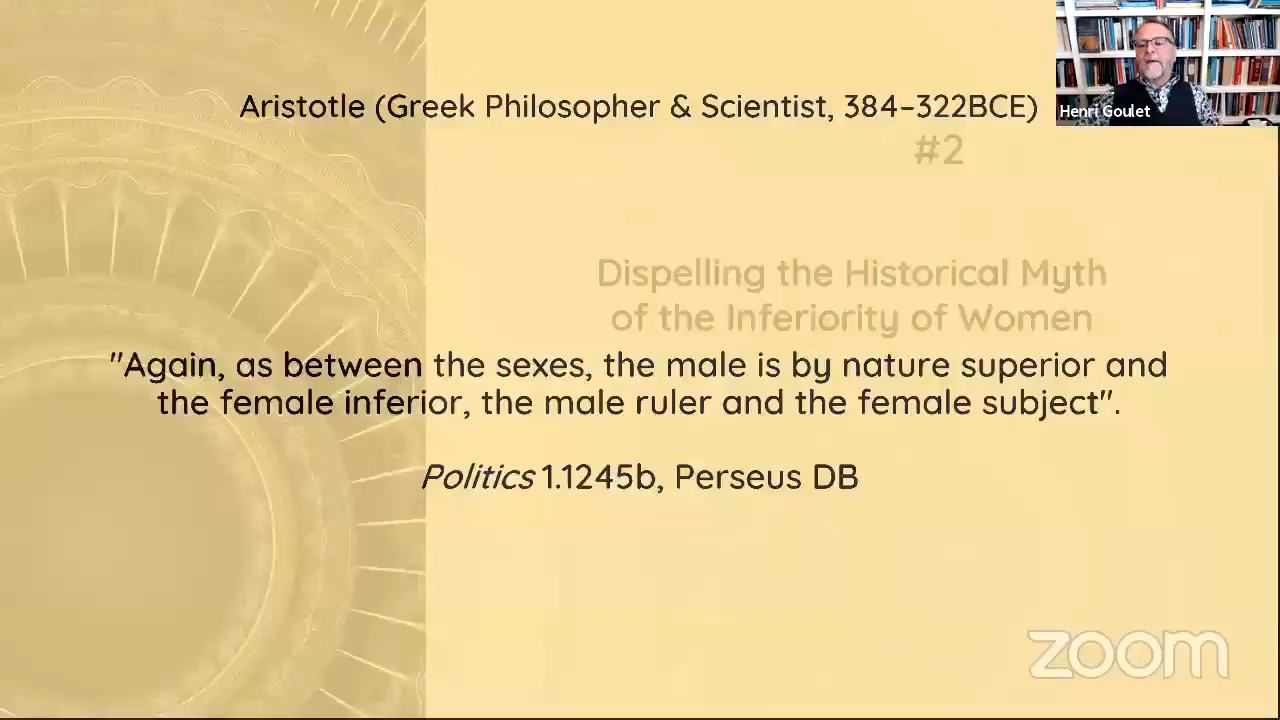 Aristotle (Greek Philosopher & Scientist, 384–322BCE)
Henri Goulet
#2
Dispelling the Historical Myth
of the Inferiority of Women
"Again, as between the sexes, the male is by nature superior and
the female inferior, the male ruler and the female subject".
Politics 1.1245b, Perseus DB
zoom